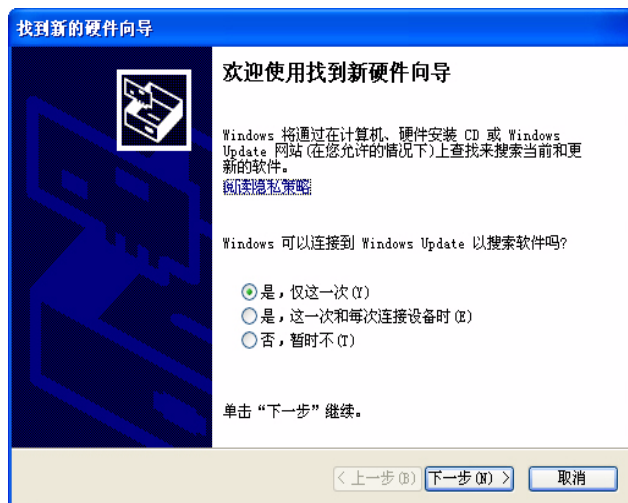 找到新的硬件向导
欢迎使用找到新硬件向导
Windows 将通过在计算机、硬件安装 CD 或 Windows
Update 网站(在您允许的情况下)上查找来搜索当前和更
新的软件。
阅读隐私策略
Windows 可以连接到 Windows Update 以搜索软件吗?
是，仅这一次(Y)
是，这一次和每次连接设备时(E)
否，暂时不(T)
单击“下一步”继续。
< 上一步(B) 下一步(N) > 取消